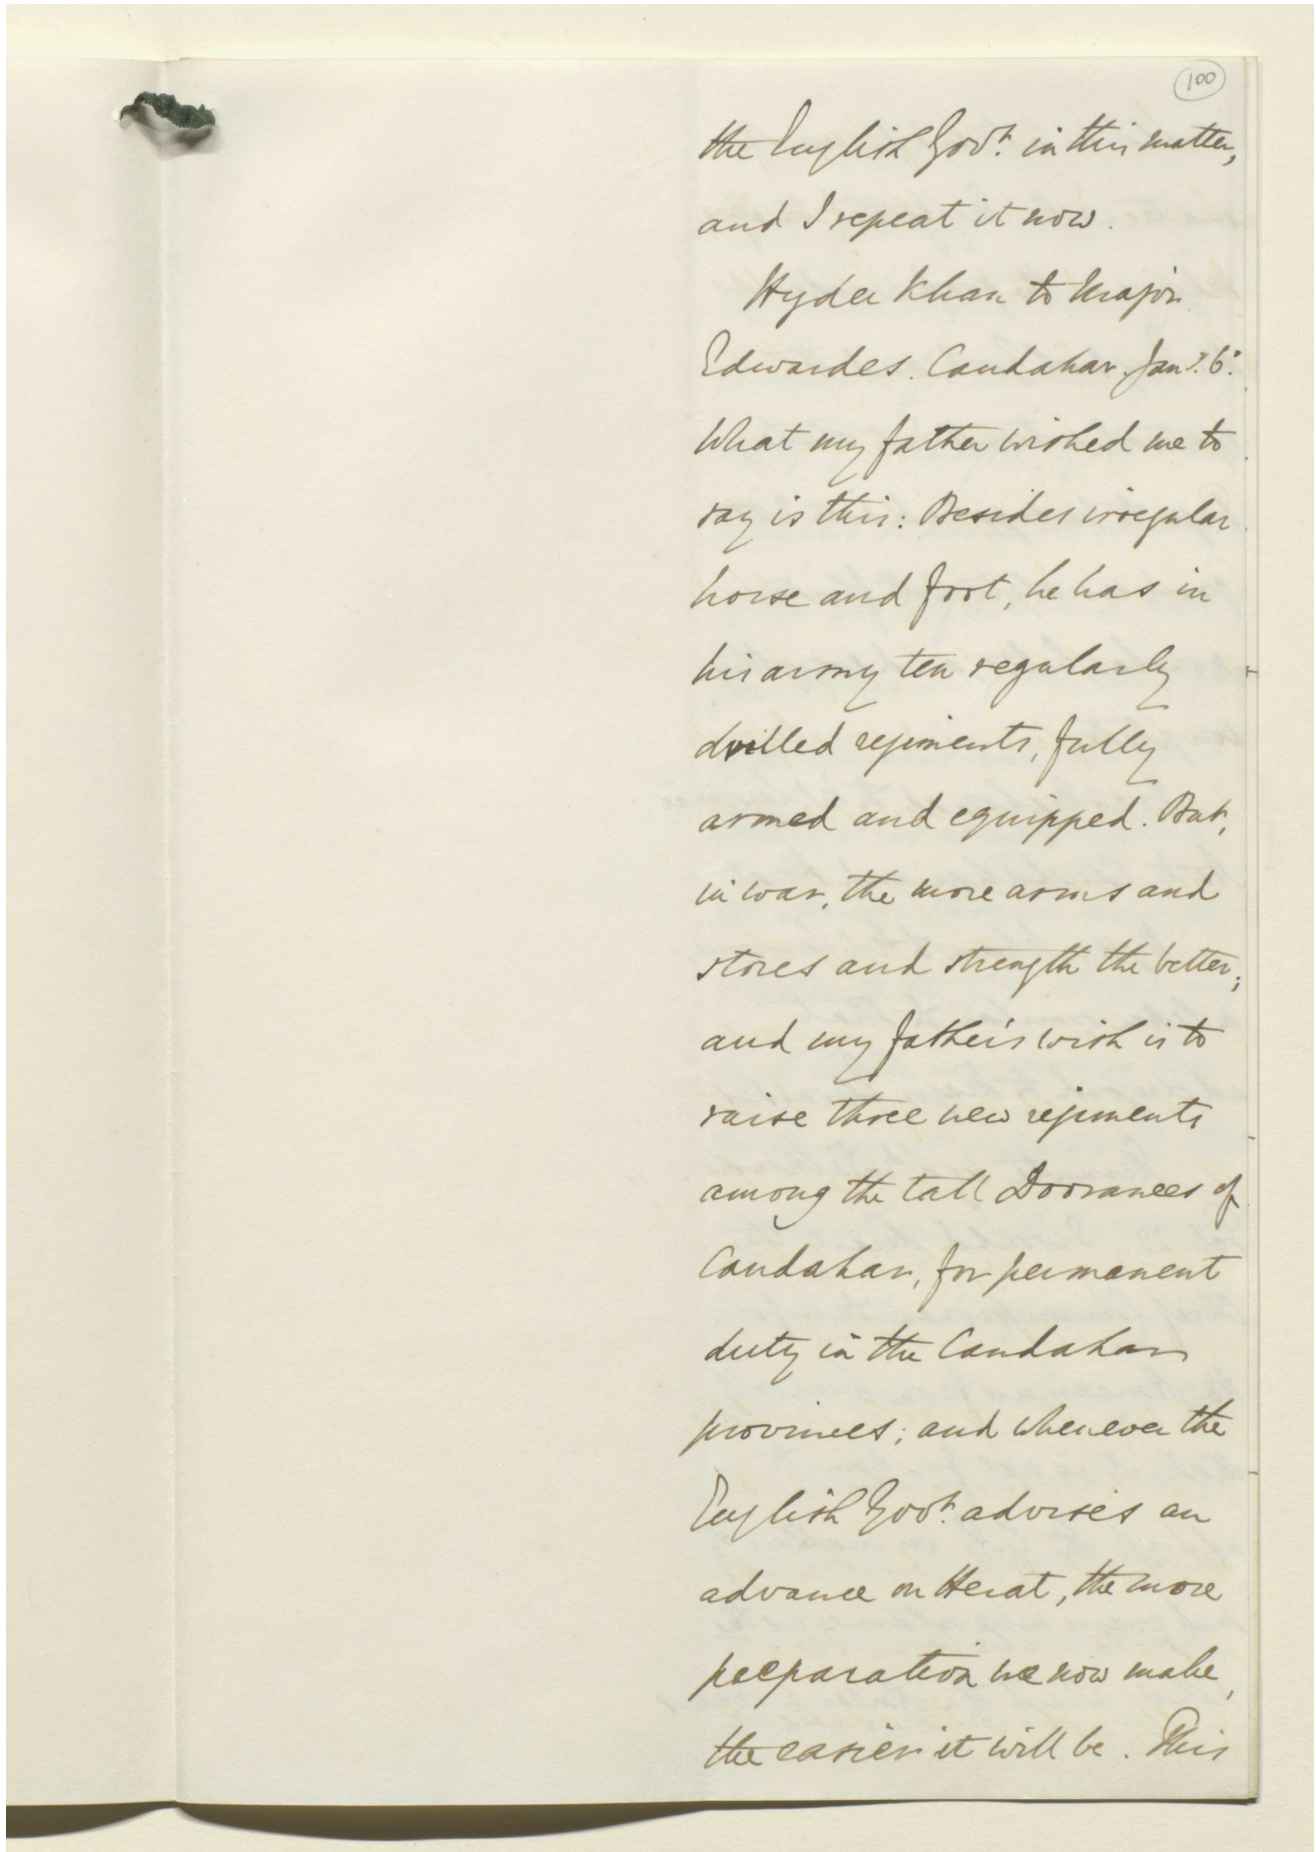 100
the English Govt. in this matter,
and I repeat it now.
Hyder Khan to Major
Edwardes. Candahar. Jany. 6.
What my father wished me to
say is this: Besides irregular
horse and foot, he has in
his army ten regularly
drilled regiments, fully
armed and equipped. But,
in war, the more arms and
stores and strength the better;
and my father's wish is to
raise three new regiments
among the tall Dooranees of
Candahar, for permanent
duty in the Candahar
provinces; and whenever the
English Govt. advises an
advance on Herat, the more
preparation we now make,
the easier it will be. This